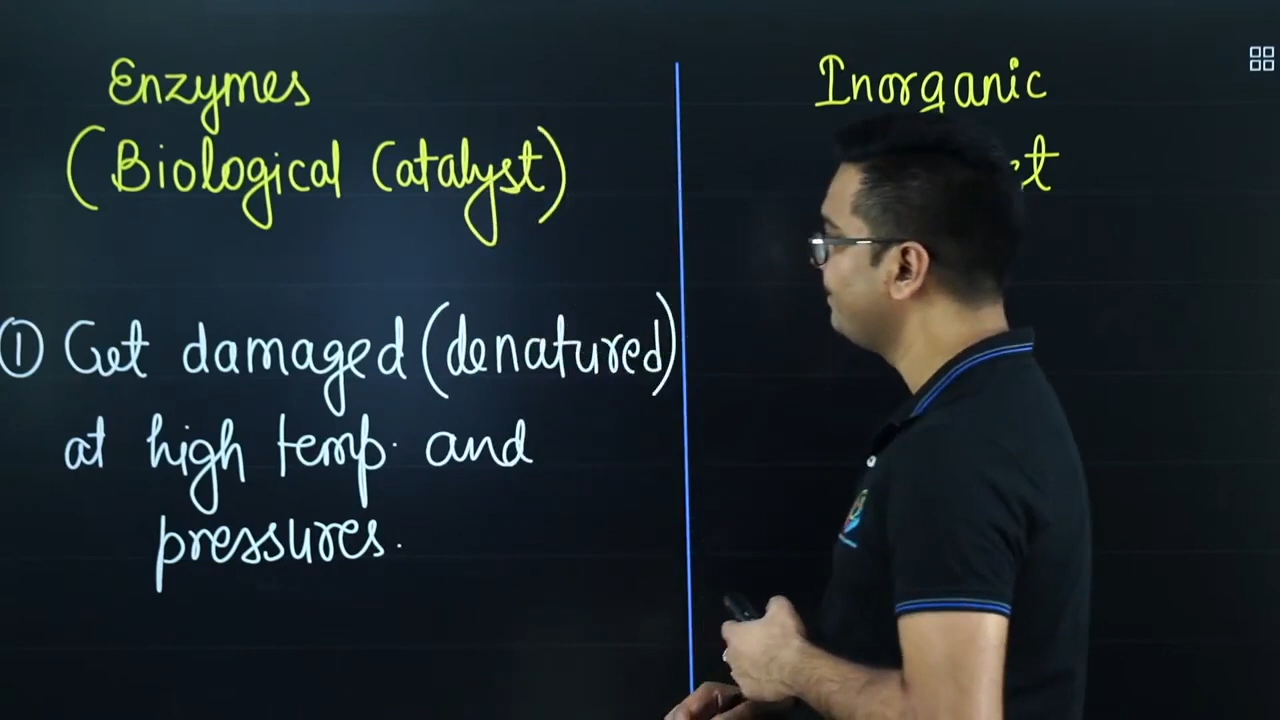 Enzymes
(Biological Catalyst)
① Get damaged (denatured)
at high temp. and
pressures.
Inorganic